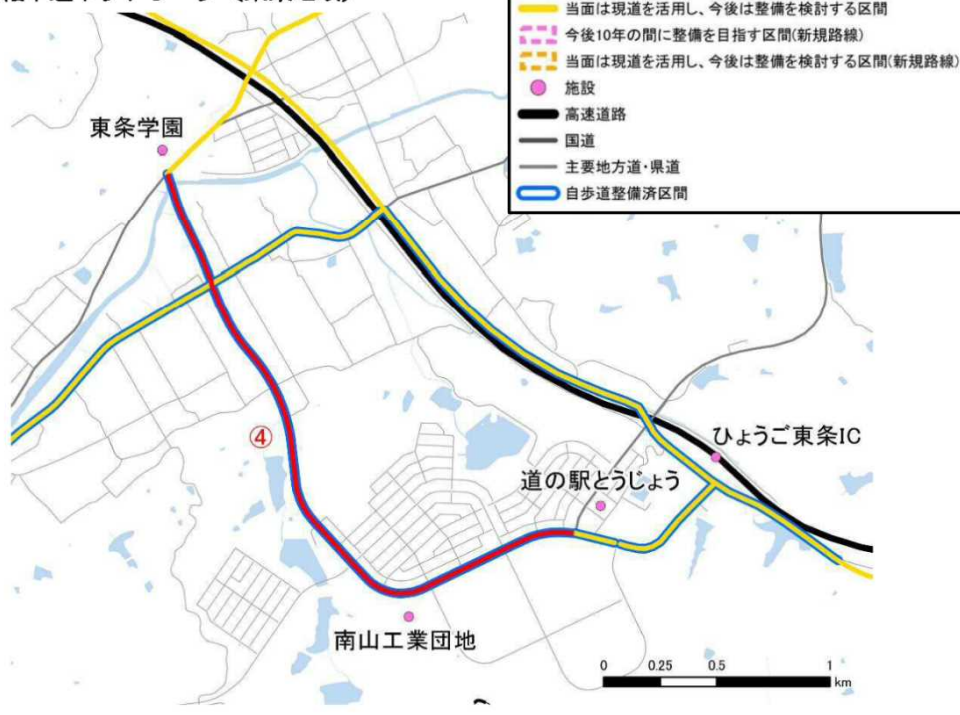 当面は現道を活用し、今後は整備を検討する区間
今後10年の間に整備を目指す区間(新規路線)
当面は現道を活用し、今後は整備を検討する区間(新規路線)
施設
高速道路
国道
主要地方道・県道
自歩道整備済区間
東条学園
④
ひょうご東条IC
道の駅とうじょう
南山工業団地
0 0.25 0.5 1
km